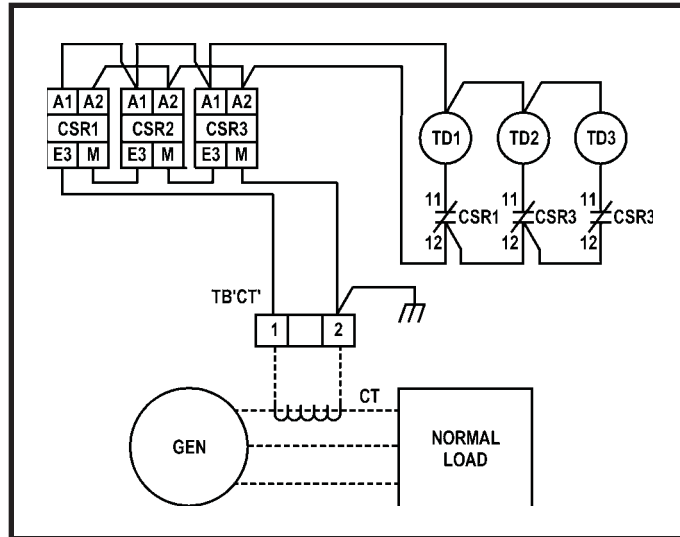 A1 A2 A1 A2 A1 A2
CSR1 CSR2 CSR3
E3 M E3 M E3 M
TD1 TD2 TD3
11 11 11
CSR1 CSR3 CSR3
12 12 12
TB'CT'
1 2
CT
GEN
NORMAL
LOAD